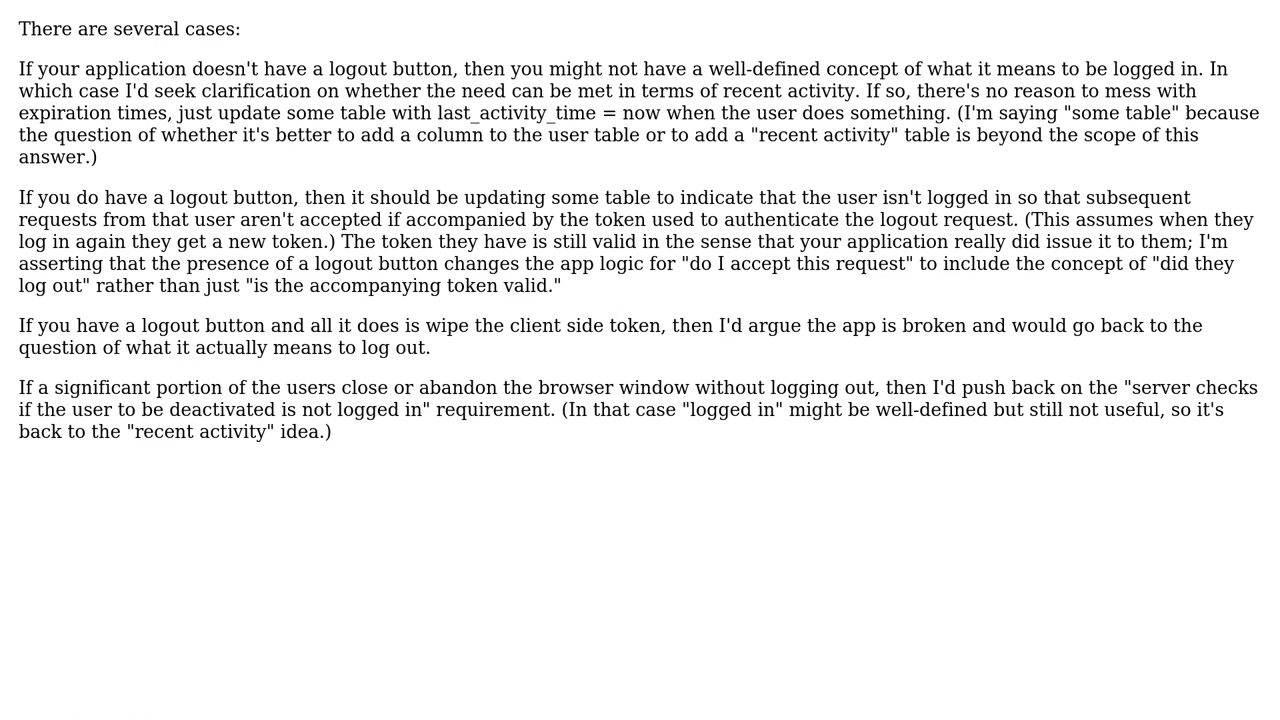 There are several cases:
If your application doesn't have a logout button, then you might not have a well-defined concept of what it means to be logged in. In
which case I'd seek clarification on whether the need can be met in terms of recent activity. If so, there's no reason to mess with
expiration times, just update some table with last_activity_time = now when the user does something. (I'm saying "some table" because
the question of whether it's better to add a column to the user table or to add a "recent activity" table is beyond the scope of this
answer.)
If you do have a logout button, then it should be updating some table to indicate that the user isn't logged in so that subsequent
requests from that user aren't accepted if accompanied by the token used to authenticate the logout request. (This assumes when they
log in again they get a new token.) The token they have is still valid in the sense that your application really did issue it to them; I'm
asserting that the presence of a logout button changes the app logic for "do I accept this request" to include the concept of "did they
log out" rather than just "is the accompanying token valid."
If you have a logout button and all it does is wipe the client side token, then I'd argue the app is broken and would go back to the
question of what it actually means to log out.
If a significant portion of the users close or abandon the browser window without logging out, then I'd push back on the "server checks
if the user to be deactivated is not logged in" requirement. (In that case "logged in" might be well-defined but still not useful, so it's
back to the "recent activity" idea.)